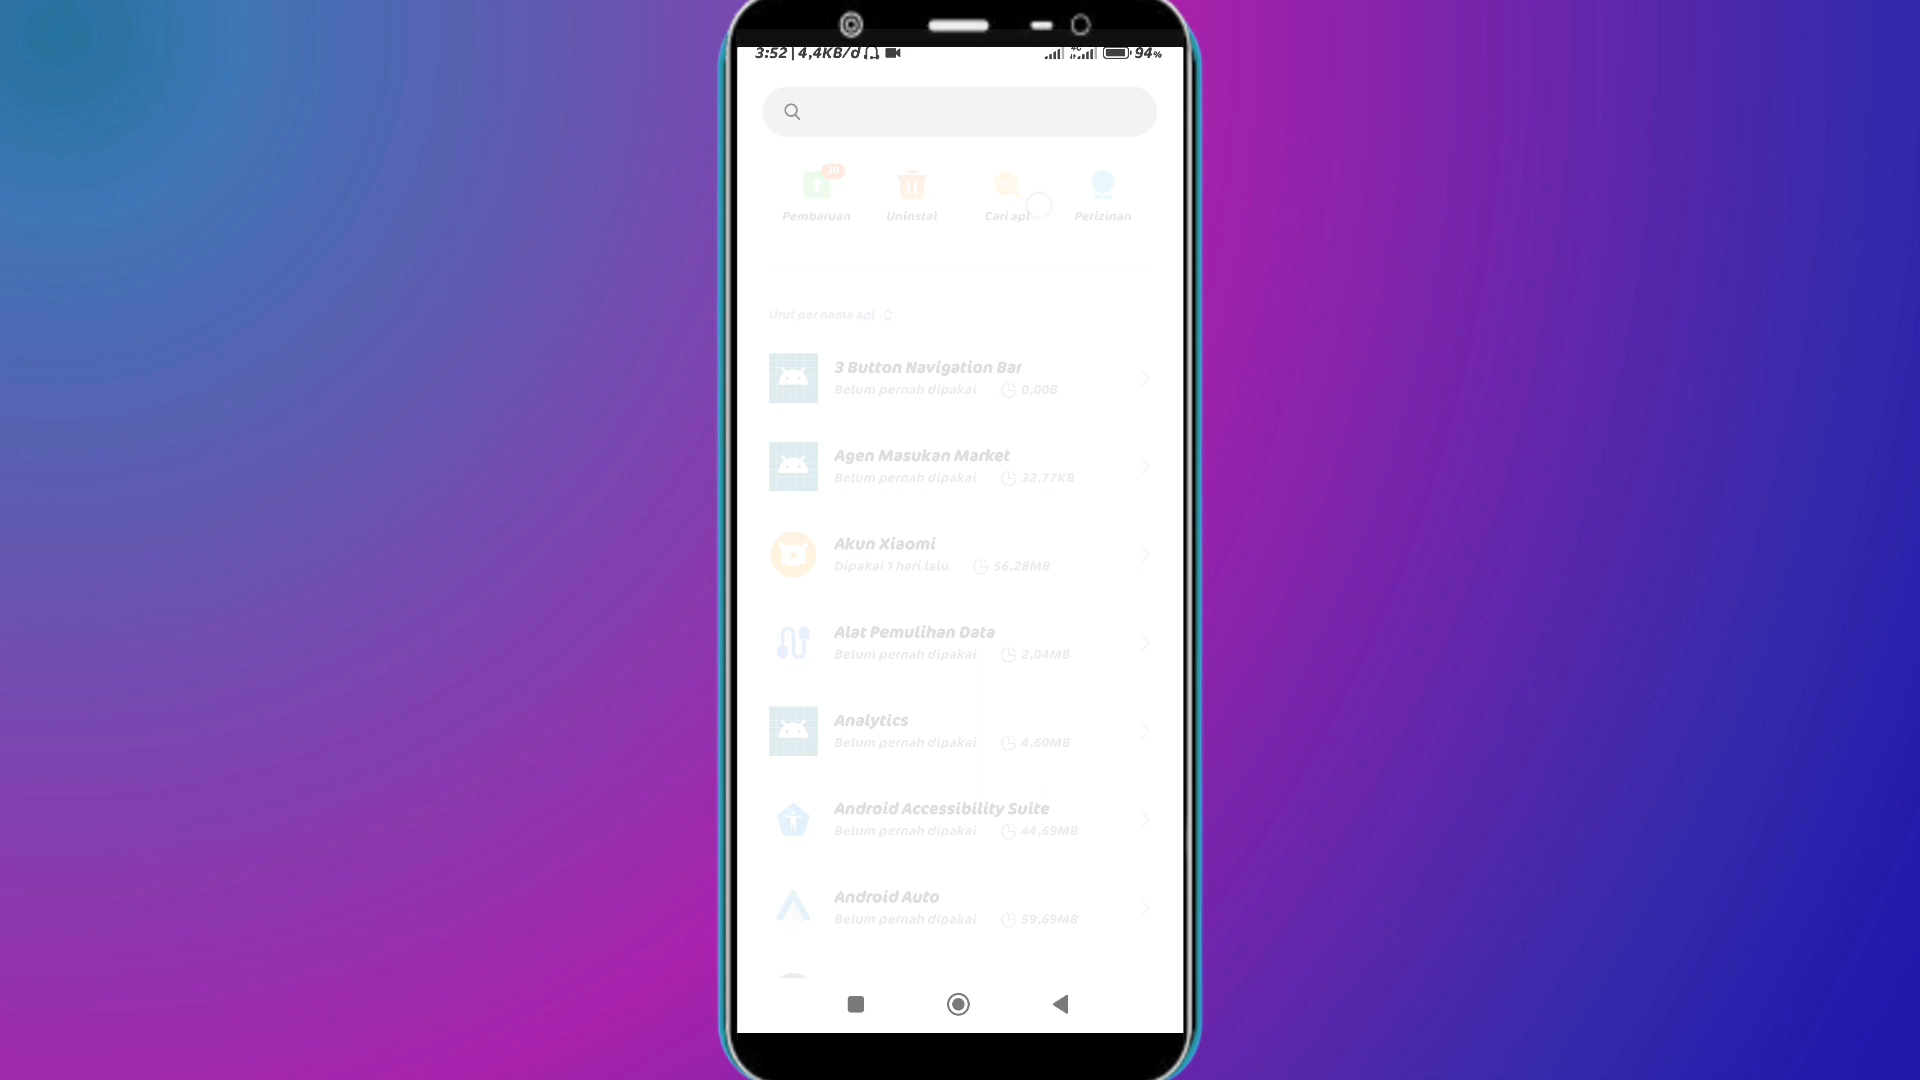 3:52 | 4,4KB/d 94%
30
Pembaruan Uninstal Cari apl Perizinan
Urut per nama apl
3 Button Navigation Bar
Belum pernah dipakai 0,00B
Agen Masukan Market
Belum pernah dipakai 32,77KB
Akun Xiaomi
Dipakai 1 hari lalu 56,28MB
Alat Pemulihan Data
Belum pernah dipakai 2,04MB
Analytics
Belum pernah dipakai 4,60MB
Android Accessibility Suite
Belum pernah dipakai 44,69MB
Android Auto
Belum pernah dipakai 59,69MB